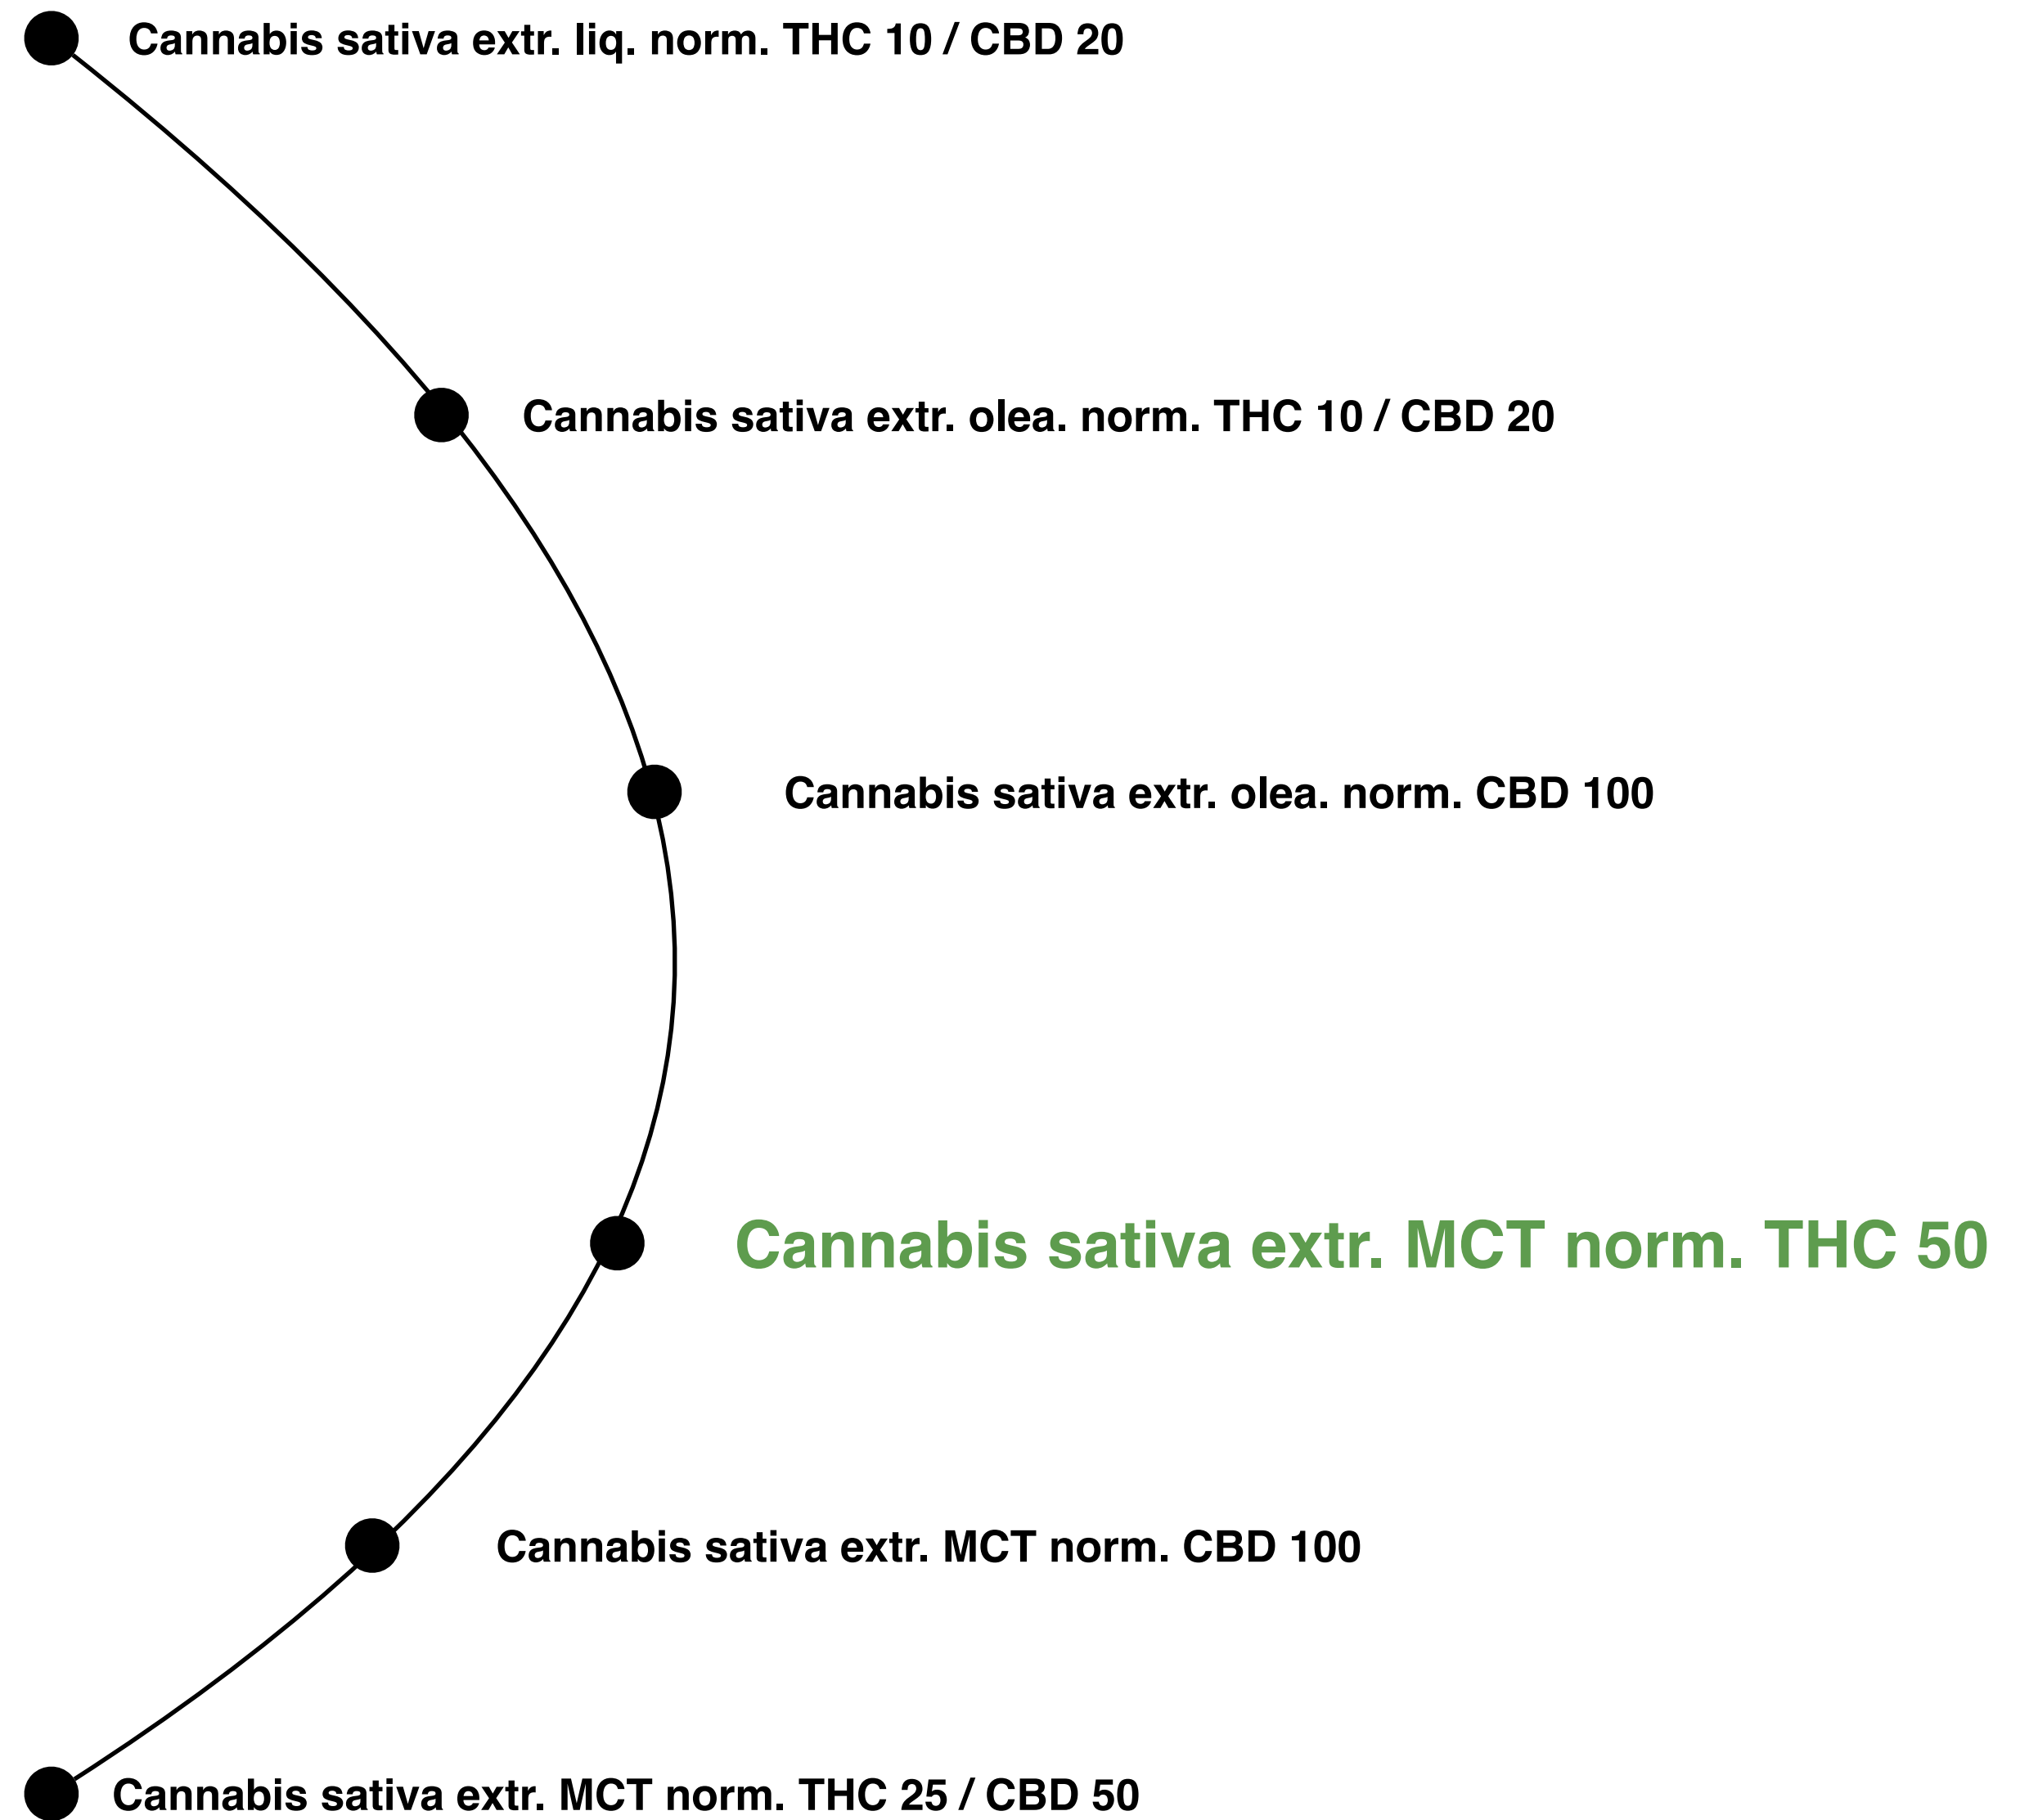 Cannabis sativa extr. liq. norm. THC 10 / CBD 20
Cannabis sativa extr. olea. norm. THC 10 / CBD 20
Cannabis sativa extr. olea. norm. CBD 100
Cannabis sativa extr. MCT norm. THC 50
Cannabis sativa extr. MCT norm. CBD 100
Cannabis sativa extr. MCT norm. THC 25 / CBD 50